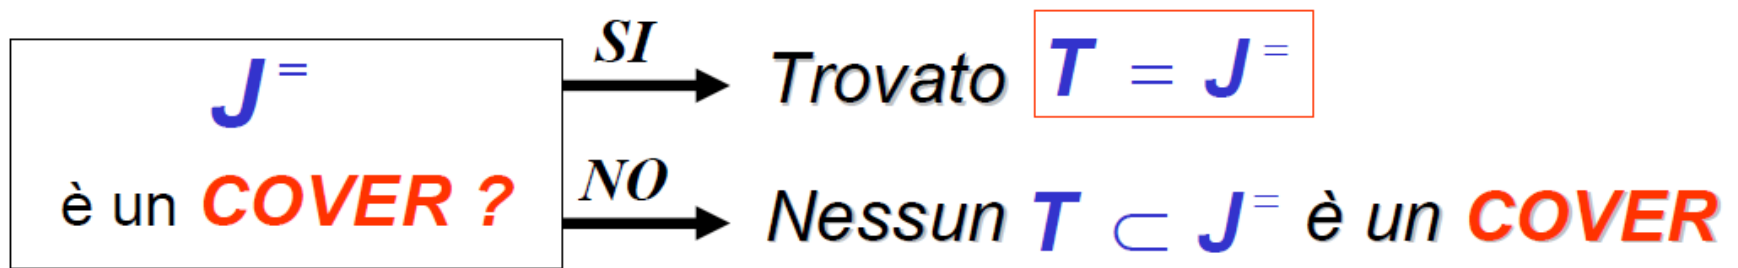 J =
è un COVER ?
SI
Trovato T = J =
NO
Nessun T ⊂ J = è un COVER